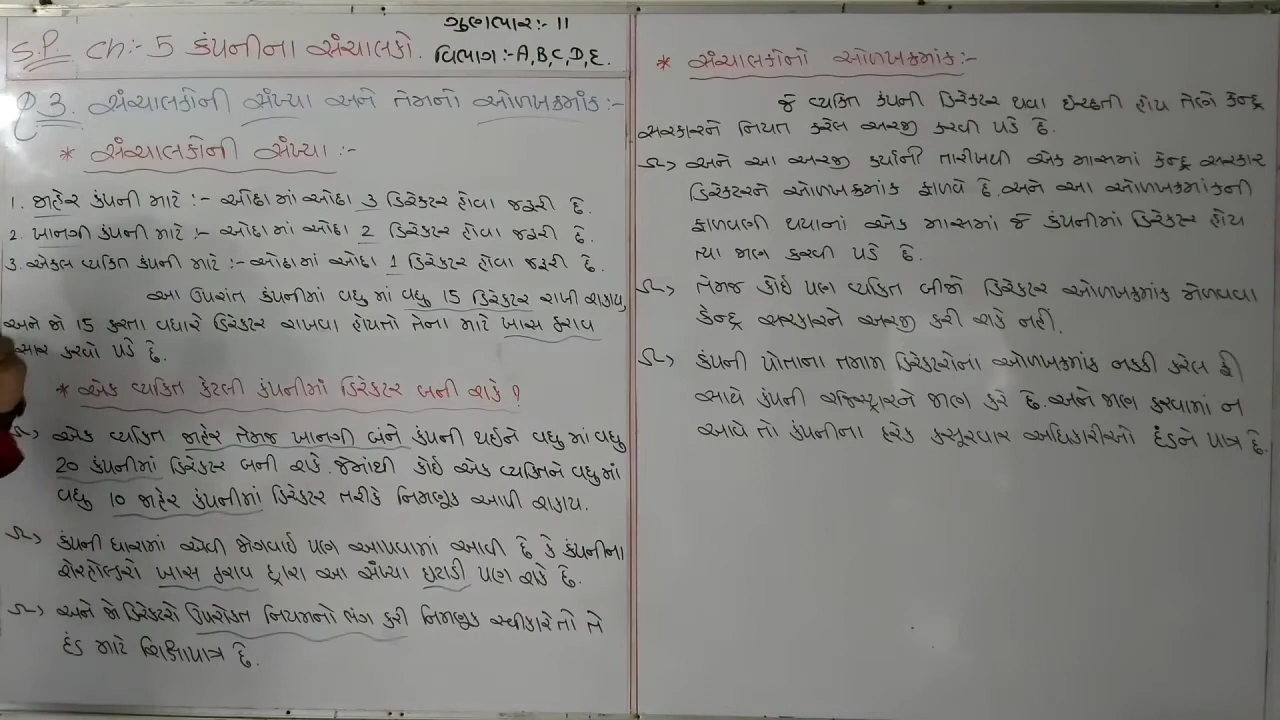 ગુણભાર:- 11
S.P. Ch:- 5 કંપનીના સંચાલકો.
વિભાગ:- A,B,C,D,E.
Q 3. સંચાલકોની સંખ્યા અને તેમનો ઓળખક્રમાંક:-
* સંચાલકોની સંખ્યા:-
1. જાહેર કંપની માટે :- ઓછામાં ઓછા 3 ડિરેક્ટર હોવા જરૂરી છે.
2. ખાનગી કંપની માટે :- ઓછામાં ઓછા 2 ડિરેક્ટર હોવા જરૂરી છે.
3. એકલ વ્યકિત કંપની માટે :- ઓછામાં ઓછા 1 ડિરેક્ટર હોવા જરૂરી છે.
આ ઉપરાંત કંપનીમાં વધુ માં વધુ 15 ડિરેક્ટર રાખી શકાય,
અને જો 15 કરતા વધારે ડિરેક્ટર રાખવા હોયતો તેના માટે ખાસ ઠરાવ
સાર કરવો પડે છે.
* એક વ્યકિત કેટલી કંપનીમાં ડિરેક્ટર બની શકે ?
એક વ્યકિત જાહેર તેમજ ખાનગી બંને કંપની થઈને વધુ માં વધુ
20 કંપનીમાં ડિરેક્ટર બની શકે. જેમાંથી કોઈ એક વ્યકિતને વધુ માં
વધુ 10 જાહેર કંપનીમાં ડિરેક્ટર તરીકે નિમણૂક આપી શકાય.
કંપની ધારામાં એવી જોગવાઈ પણ આપવામાં આવી છે કે કંપનીના
શેરહોલ્ડરો ખાસ ઠરાવ દ્વારા આ સંખ્યા ઘટાડી પણ શકે છે.
અને જો ડિરેક્ટરો ઉપરોકત નિયમનો ભંગ કરી નિમણૂક સ્વીકારે તો તે
દંડ માટે શિક્ષાપાત્ર છે.
* સંચાલકોનો ઓળખક્રમાંક:-
જે વ્યકિત કંપની ડિરેક્ટર થવા ઈચ્છતી હોય તેણે કેન્દ્ર
સરકારને નિયત કરેલ અરજી કરવી પડે છે.
અને આ અરજી કર્યાની તારીખથી એક માસમાં કેન્દ્ર સરકાર
ડિરેક્ટરને ઓળખક્રમાંક ફાળવે છે. અને આ ઓળખક્રમાંકની
ફાળવણી થયાનાં એક માસમાં જે કંપનીમાં ડિરેક્ટર હોય
ત્યા જાણ કરવી પડે છે.
તેમજ કોઈ પણ વ્યકિત બીજો ડિરેક્ટર ઓળખક્રમાંક મેળવવા
કેન્દ્ર સરકારને અરજી કરી શકે નહીં.
કંપની પોતાના તમામ ડિરેક્ટરોના ઓળખક્રમાંક નક્કી કરેલ ફી
સાથે કંપની રજિસ્ટ્રારને જાણ કરે છે. અને જાણ કરવામાં ન
આવે તો કંપનીના દરેક કસૂરવાર અધિકારીઓ દંડને પાત્ર છે.